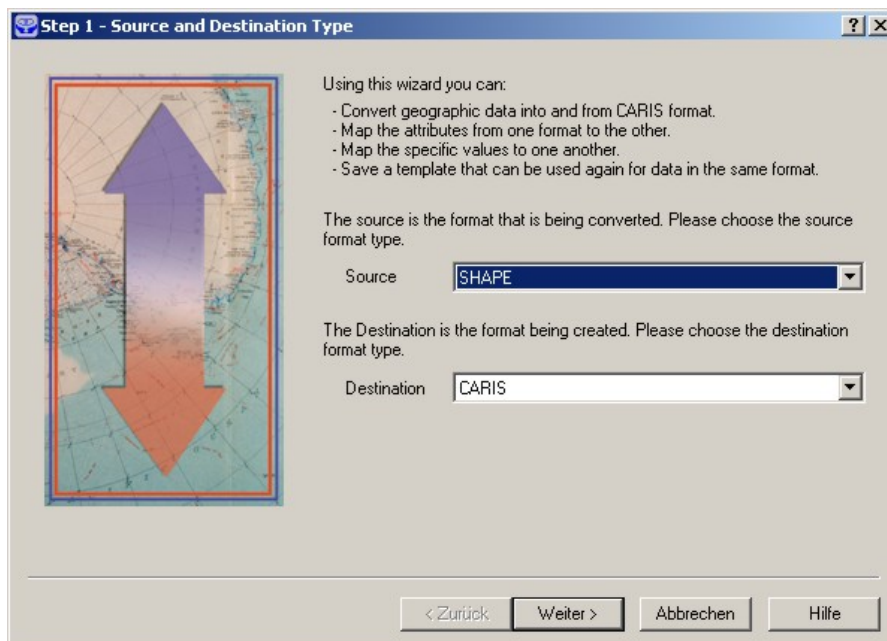 Step 1 - Source and Destination Type
Using this wizard you can:
- Convert geographic data into and from CARIS format.
- Map the attributes from one format to the other.
- Map the specific values to one another.
- Save a template that can be used again for data in the same format.
The source is the format that is being converted. Please choose the source
format type.
Source
SHAPE
The Destination is the format being created. Please choose the destination
format type.
Destination
CARIS
< Zurück
Weiter >
Abbrechen
Hilfe